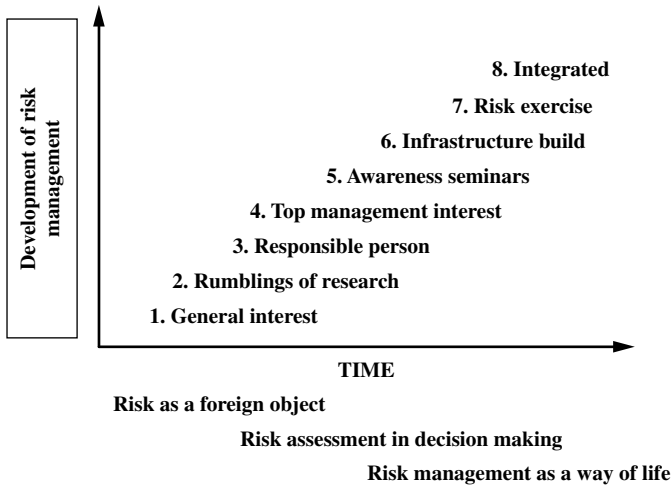 Development of risk
management
8. Integrated
7. Risk exercise
6. Infrastructure build
5. Awareness seminars
4. Top management interest
3. Responsible person
2. Rumblings of research
1. General interest
TIME
Risk as a foreign object
Risk assessment in decision making
Risk management as a way of life